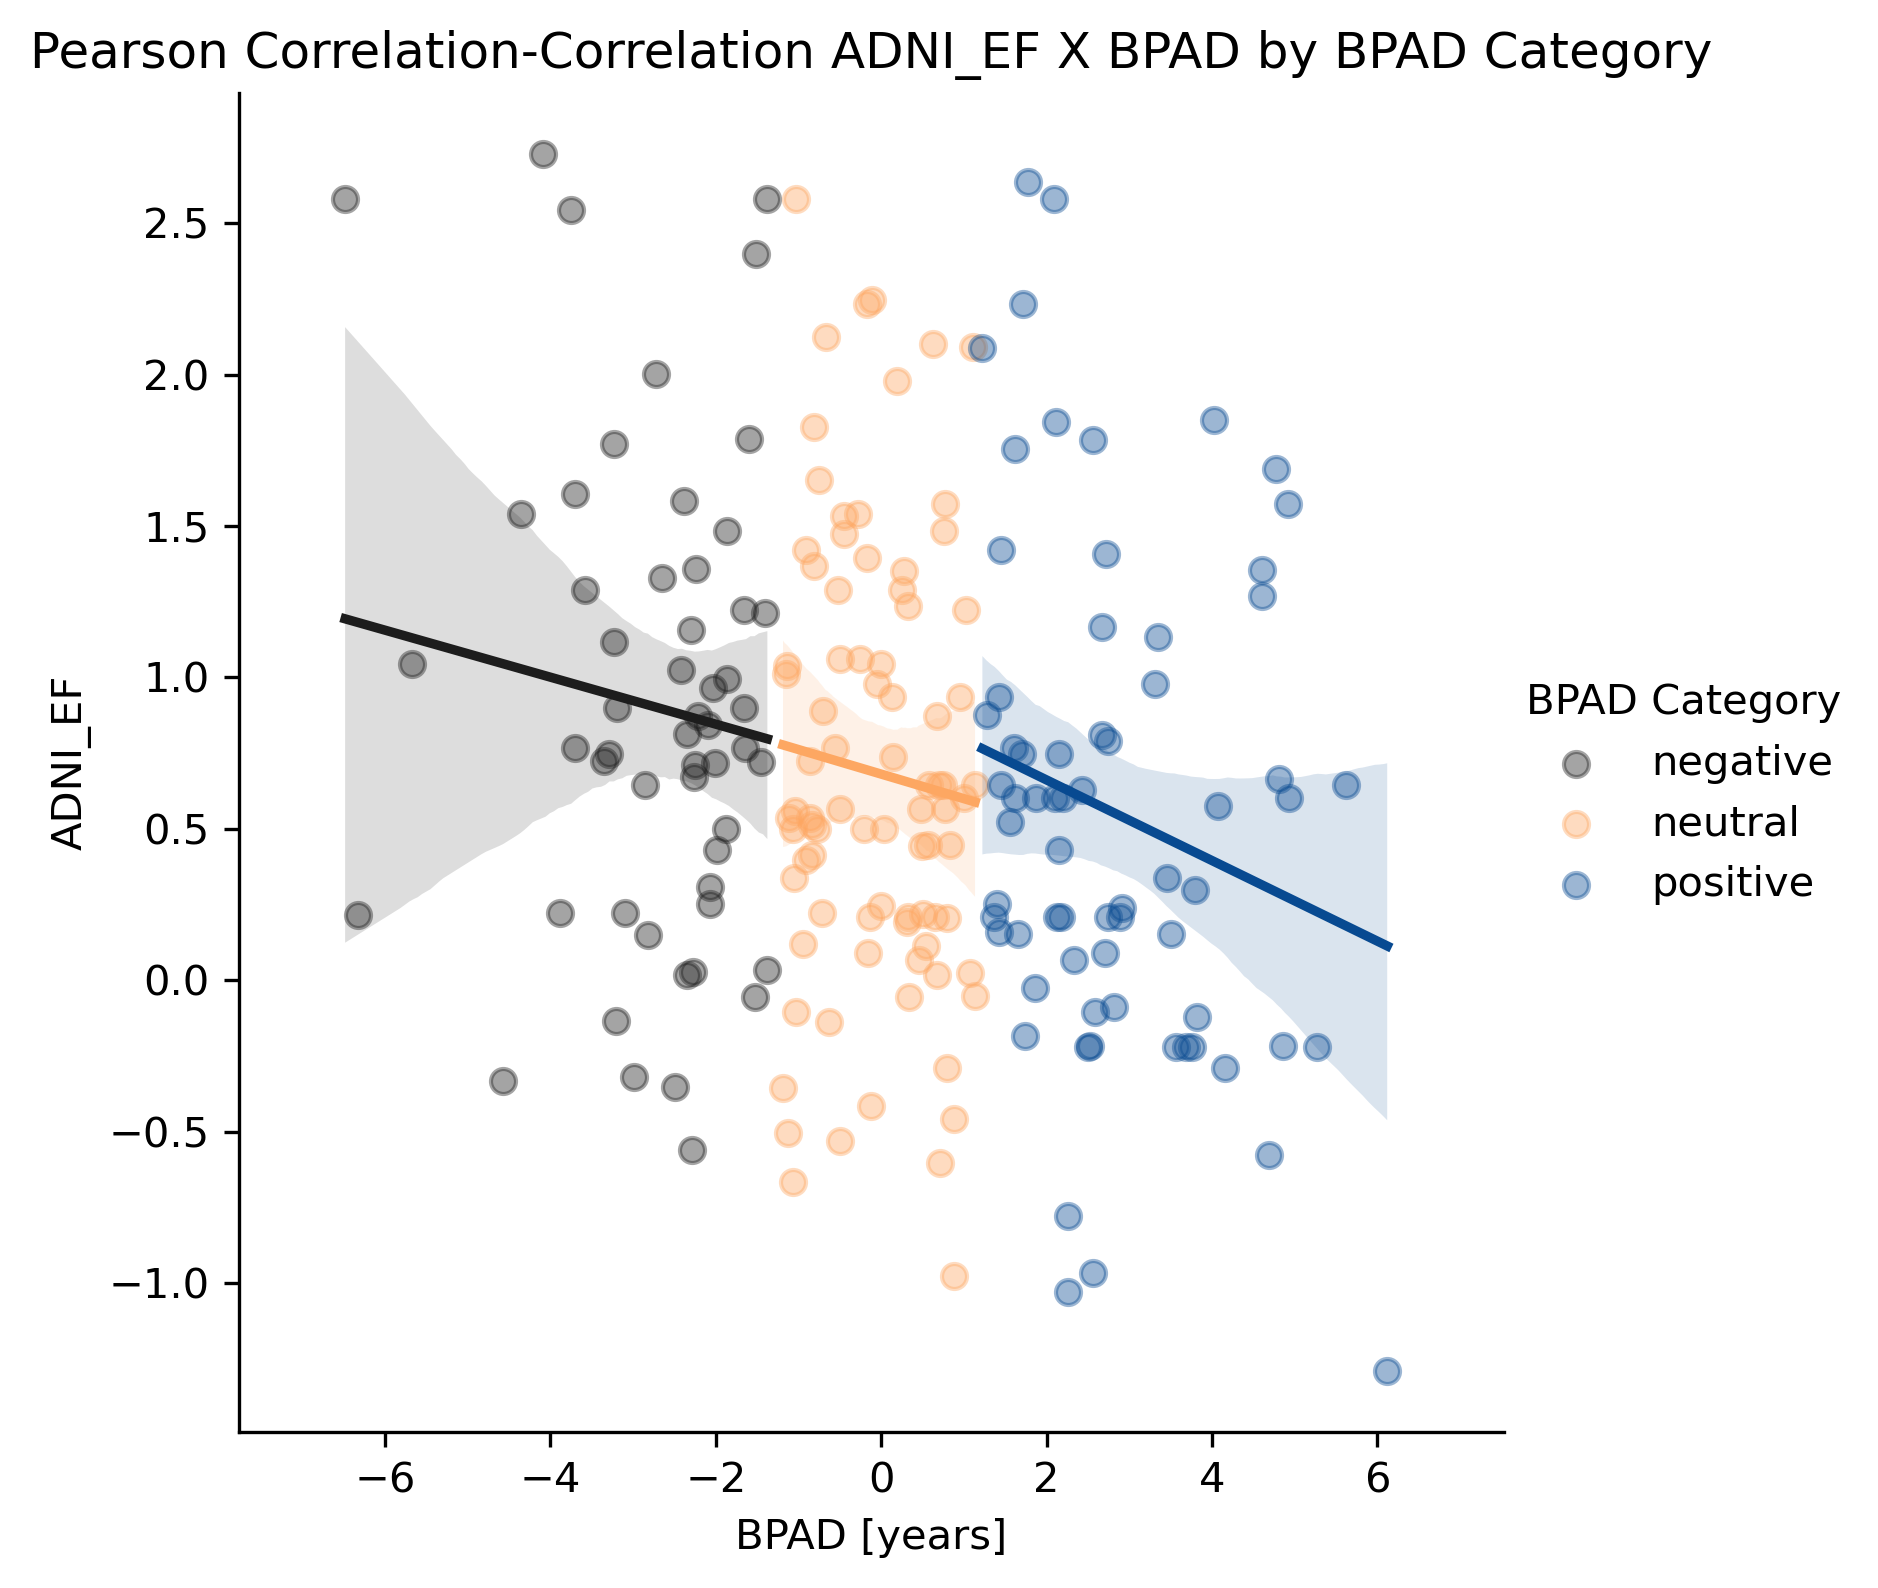 Pearson Correlation-Correlation ADNI_EF X BPAD by BPAD Category
ADNI_EF
2.5
2.0
1.5
1.0
0.5
0.0
−0.5
−1.0
−6 −4 −2 0 2 4 6
BPAD [years]
BPAD Category
negative
neutral
positive